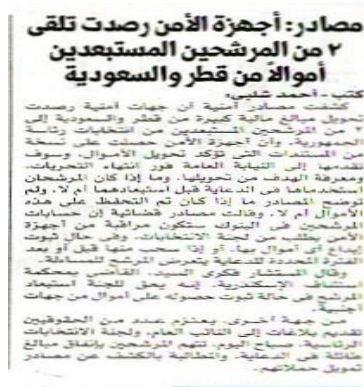 مصادر: أجهزة الأمن رصدت تلقى
٢ من المرشحين المستبعدين
أموالاً من قطر والسعودية
كتب - أحمد شلبى:
كشفت مصادر أمنية أن جهات أمنية رصدت
تحويل مبالغ مالية كبيرة من قطر والسعودية إلى
من المرشحين المستبعدين من انتخابات رئاسة
الجمهورية، وأن أجهزة الأمن حصلت على نسخة
من المستندات التى تؤكد تحويل الأموال، وسوف
تقدمها إلى النيابة العامة فور انتهاء التحريات،
ومعرفة الهدف من تحويلها، وما إذا كان المرشحان
استخدماها فى الدعاية قبل استبعادهما أم لا، ولم
توضح المصادر ما إذا كان تم التحفظ على هذه
الأموال أم لا. وقالت مصادر قضائية إن حسابات
المرشحين فى البنوك ستكون مراقبة من أجهزة
الأمن بطلب من لجنة الانتخابات، وفى حال ثبوت
إيداع أى أموال بها، أو إذا سحب منها قبل أو بعد
الفترة المحددة للدعاية يتعرض المرشح للمساءلة.
وقال المستشار فكرى السيد، القاضى بمحكمة
استئناف الإسكندرية، إنه يحق للجنة استبعاد
المرشح فى حالة ثبوت حصوله على أموال من جهات
أجنبية.
من جهة أخرى، يعتزم عدد من الحقوقيين
تقديم بلاغات إلى النائب العام، ولجنة الانتخابات
الرئاسية، صباح اليوم، تتهم المرشحين بإنفاق مبالغ
طائلة فى الدعاية، والمطالبة بالكشف عن مصادر
تمويل حملاتهم.